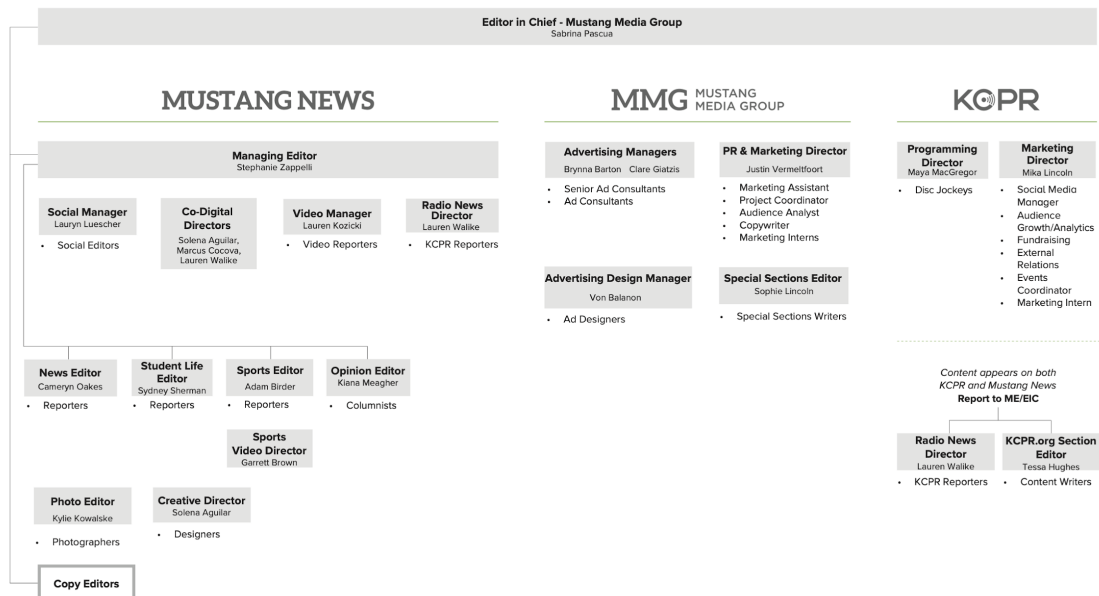 Editor in Chief - Mustang Media Group
Sabrina Pascua
MUSTANG NEWS
Managing Editor
Stephanie Zappelli
Social Manager
Lauryn Luescher
• Social Editors
Co-Digital
Directors
Solena Aguilar,
Marcus Cocova,
Lauren Walike
Video Manager
Lauren Kozicki
• Video Reporters
Radio News
Director
Lauren Walike
• KCPR Reporters
News Editor
Cameryn Oakes
• Reporters
Student Life
Editor
Sydney Sherman
• Reporters
Sports Editor
Adam Birder
• Reporters
Opinion Editor
Kiana Meagher
• Columnists
Sports
Video Director
Garrett Brown
Photo Editor
Kylie Kowalske
• Photographers
Creative Director
Solena Aguilar
• Designers
Copy Editors
MMG MUSTANG
MEDIA GROUP
Advertising Managers
Brynna Barton Clare Giatzis
• Senior Ad Consultants
• Ad Consultants
PR & Marketing Director
Justin Vermeltfoort
• Marketing Assistant
• Project Coordinator
• Audience Analyst
• Copywriter
• Marketing Interns
Advertising Design Manager
Von Balanon
• Ad Designers
Special Sections Editor
Sophie Lincoln
• Special Sections Writers
KCPR
Programming
Director
Maya MacGregor
• Disc Jockeys
Marketing
Director
Mika Lincoln
• Social Media
Manager
• Audience
Growth/Analytics
• Fundraising
• External
Relations
• Events
Coordinator
• Marketing Intern
Content appears on both
KCPR and Mustang News
Report to ME/EIC
Radio News
Director
Lauren Walike
• KCPR Reporters
KCPR.org Section
Editor
Tessa Hughes
• Content Writers